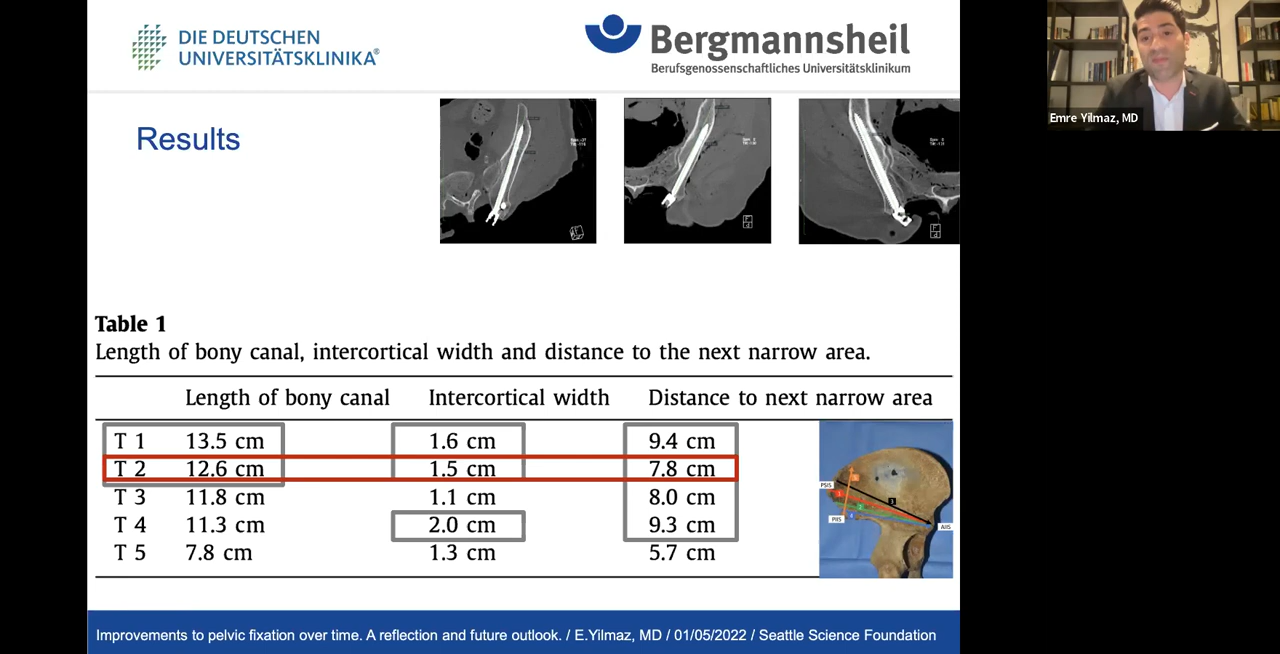 DIE DEUTSCHEN
UNIVERSITÄTSKLINIKA®
Bergmannsheil
Berufsgenossenschaftliches Universitätsklinikum
Emre Yilmaz, MD
Results
Table 1
Length of bony canal, intercortical width and distance to the next narrow area.
Length of bony canal Intercortical width Distance to next narrow area
T 1 13.5 cm 1.6 cm 9.4 cm
T 2 12.6 cm 1.5 cm 7.8 cm
T 3 11.8 cm 1.1 cm 8.0 cm
T 4 11.3 cm 2.0 cm 9.3 cm
T 5 7.8 cm 1.3 cm 5.7 cm
PSIS
PIIS
AIIS
Improvements to pelvic fixation over time. A reflection and future outlook. / E.Yilmaz, MD / 01/05/2022 / Seattle Science Foundation